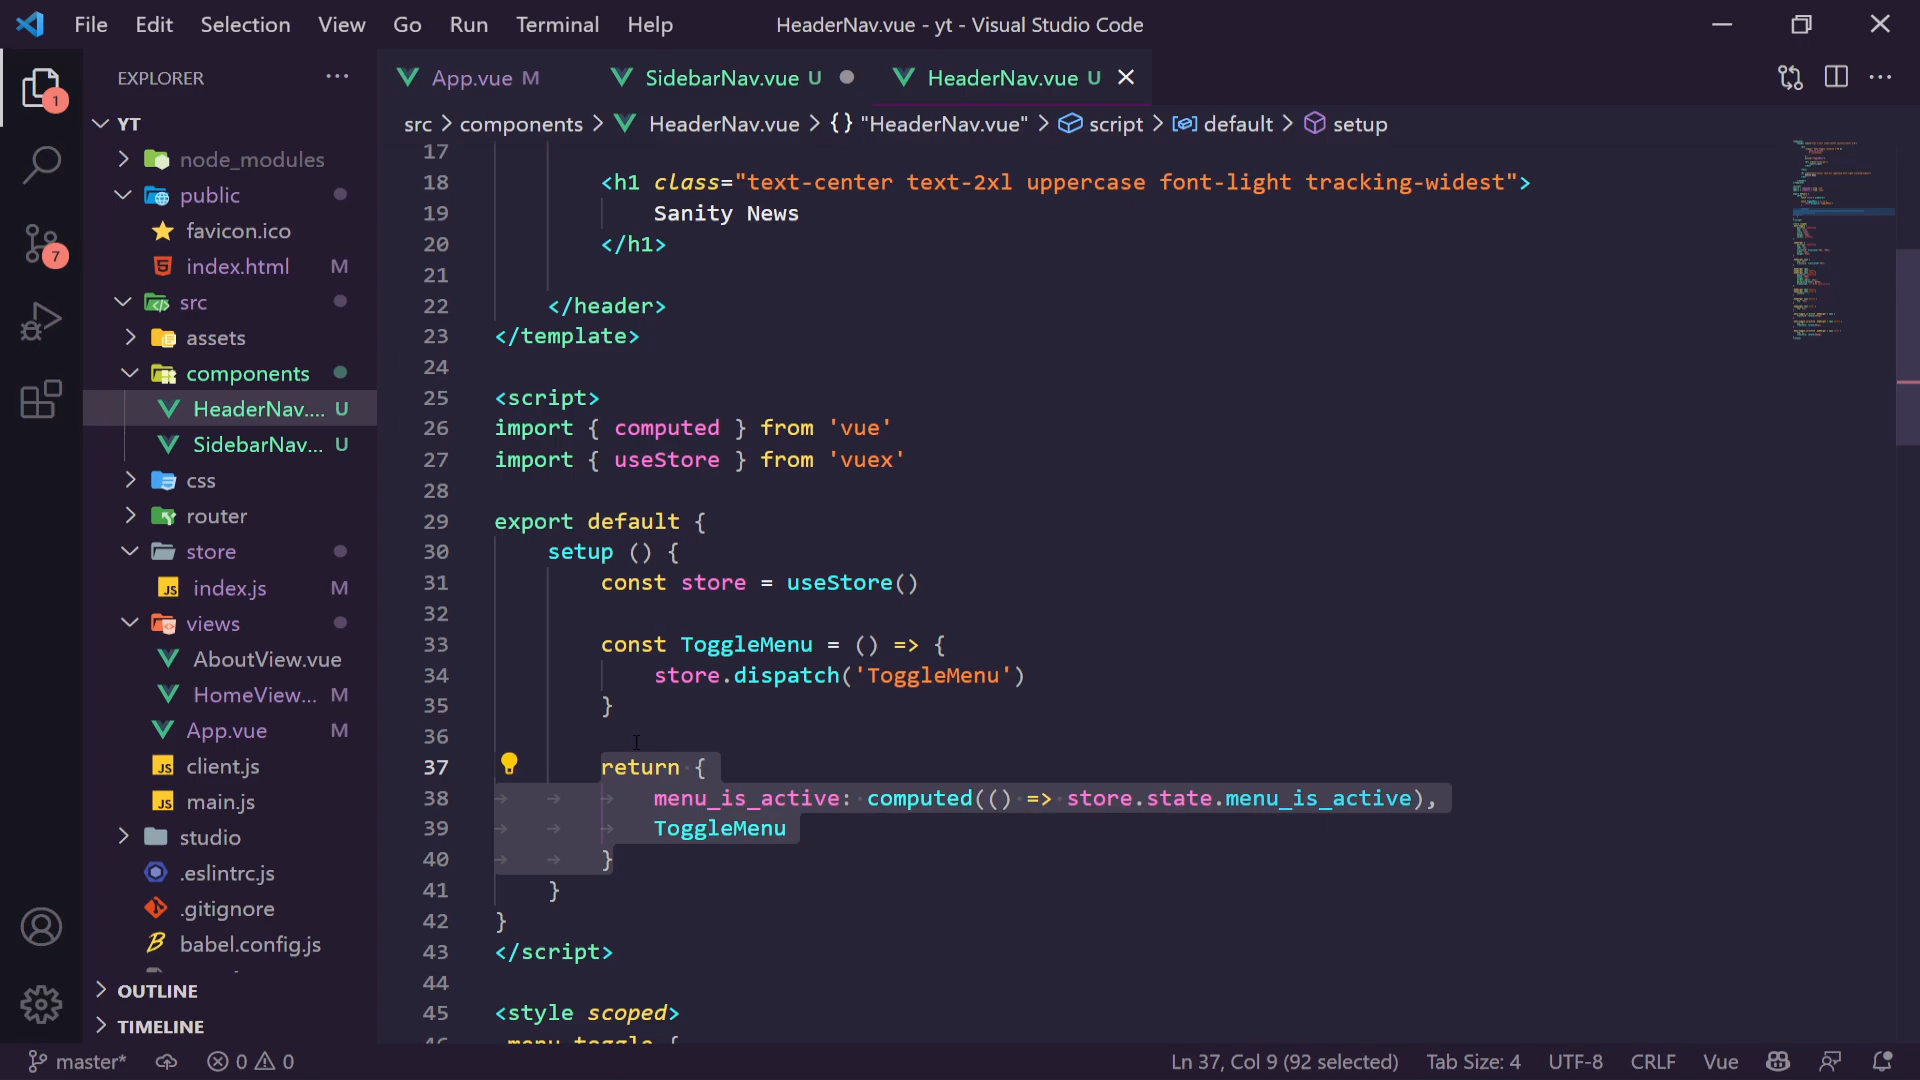 File Edit Selection View Go Run Terminal Help HeaderNav.vue - yt - Visual Studio Code
EXPLORER
1
7
YT
node_modules
public
favicon.ico
index.html M
src
assets
components
HeaderNav.... U
SidebarNav... U
css
router
store
index.js M
views
AboutView.vue
HomeView... M
App.vue M
client.js
main.js
studio
.eslintrc.js
.gitignore
babel.config.js
OUTLINE
TIMELINE
App.vue M SidebarNav.vue U HeaderNav.vue U
src > components > HeaderNav.vue > {} "HeaderNav.vue" > script > default > setup
17
18 <h1 class="text-center text-2xl uppercase font-light tracking-widest">
19 Sanity News
20 </h1>
21
22 </header>
23 </template>
24
25 <script>
26 import { computed } from 'vue'
27 import { useStore } from 'vuex'
28
29 export default {
30 setup () {
31 const store = useStore()
32
33 const ToggleMenu = () => {
34 store.dispatch('ToggleMenu')
35 }
36
37 return {
38 menu_is_active: computed(() => store.state.menu_is_active),
39 ToggleMenu
40 }
41 }
42 }
43 </script>
44
45 <style scoped>
46 .menu-toggle {
master* 0 0 Ln 37, Col 9 (92 selected) Tab Size: 4 UTF-8 CRLF Vue